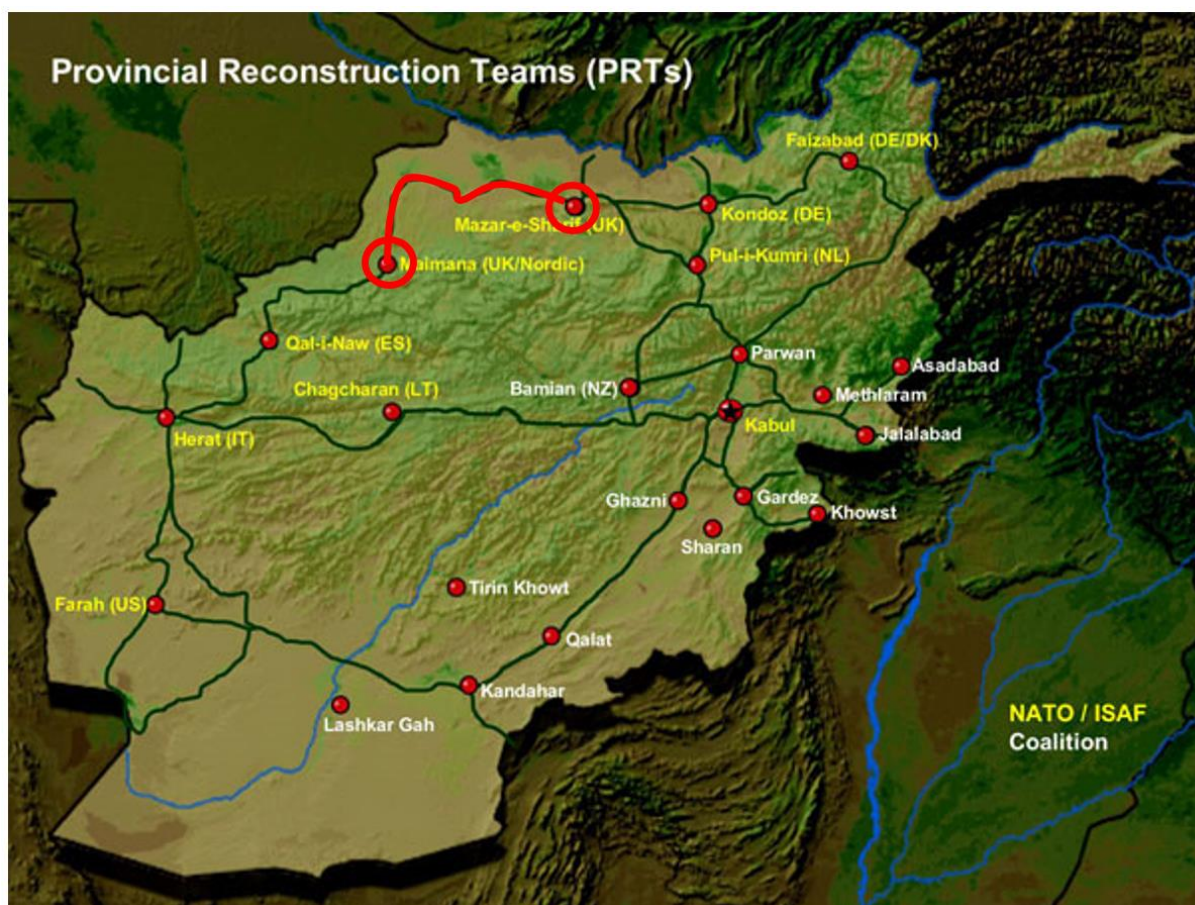 Provincial Reconstruction Teams (PRTs)
Faizabad (DE/DK)
Mazar-e-Sharif (UK)
Kondoz (DE)
Maimana (UK/Nordic)
Pul-i-Kumri (NL)
Qal-i-Naw (ES)
Parwan
Asadabad
Chagcharan (LT)
Bamian (NZ)
Methlaram
Herat (IT)
Kabul
Jalalabad
Ghazni
Gardez
Khowst
Sharan
Tirin Khowt
Farah (US)
Qalat
Kandahar
Lashkar Gah
NATO / ISAF
Coalition